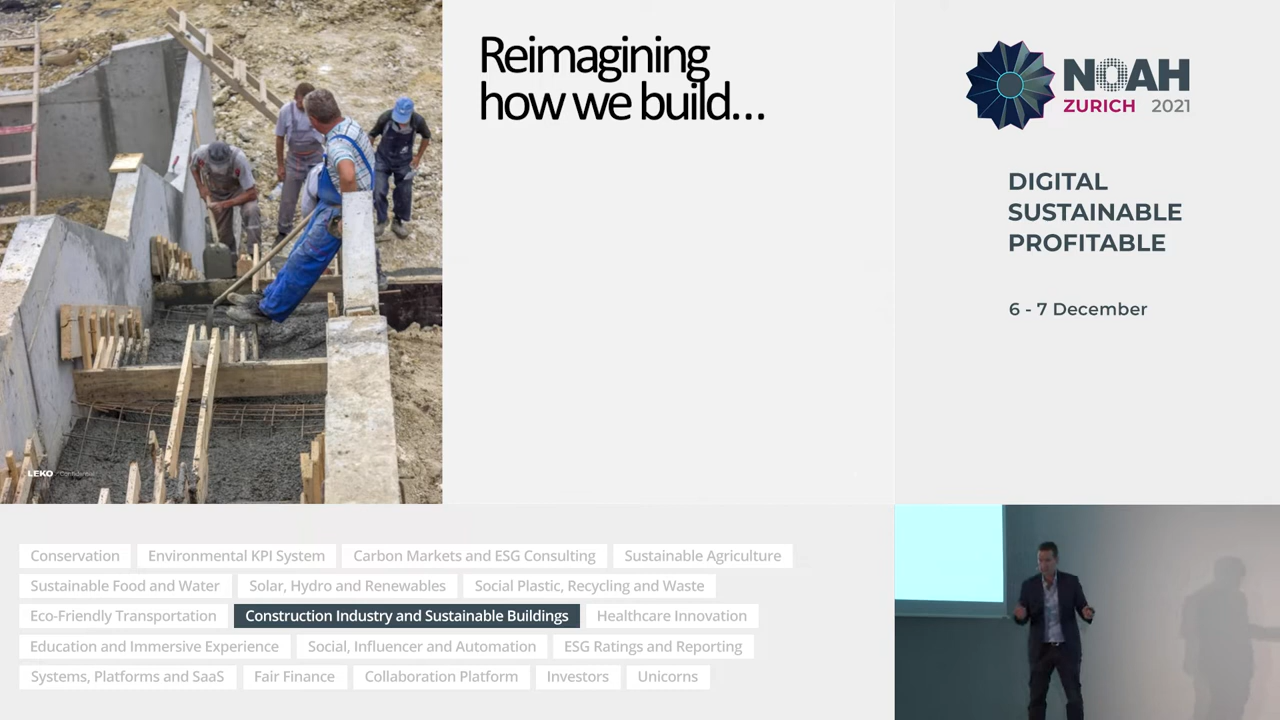 Reimagining
how we build...
NOAH
ZURICH 2021
DIGITAL
SUSTAINABLE
PROFITABLE
6 - 7 December
LEKO Confidential
Conservation Environmental KPI System Carbon Markets and ESG Consulting Sustainable Agriculture
Sustainable Food and Water Solar, Hydro and Renewables Social Plastic, Recycling and Waste
Eco-Friendly Transportation Construction Industry and Sustainable Buildings Healthcare Innovation
Education and Immersive Experience Social, Influencer and Automation ESG Ratings and Reporting
Systems, Platforms and SaaS Fair Finance Collaboration Platform Investors Unicorns